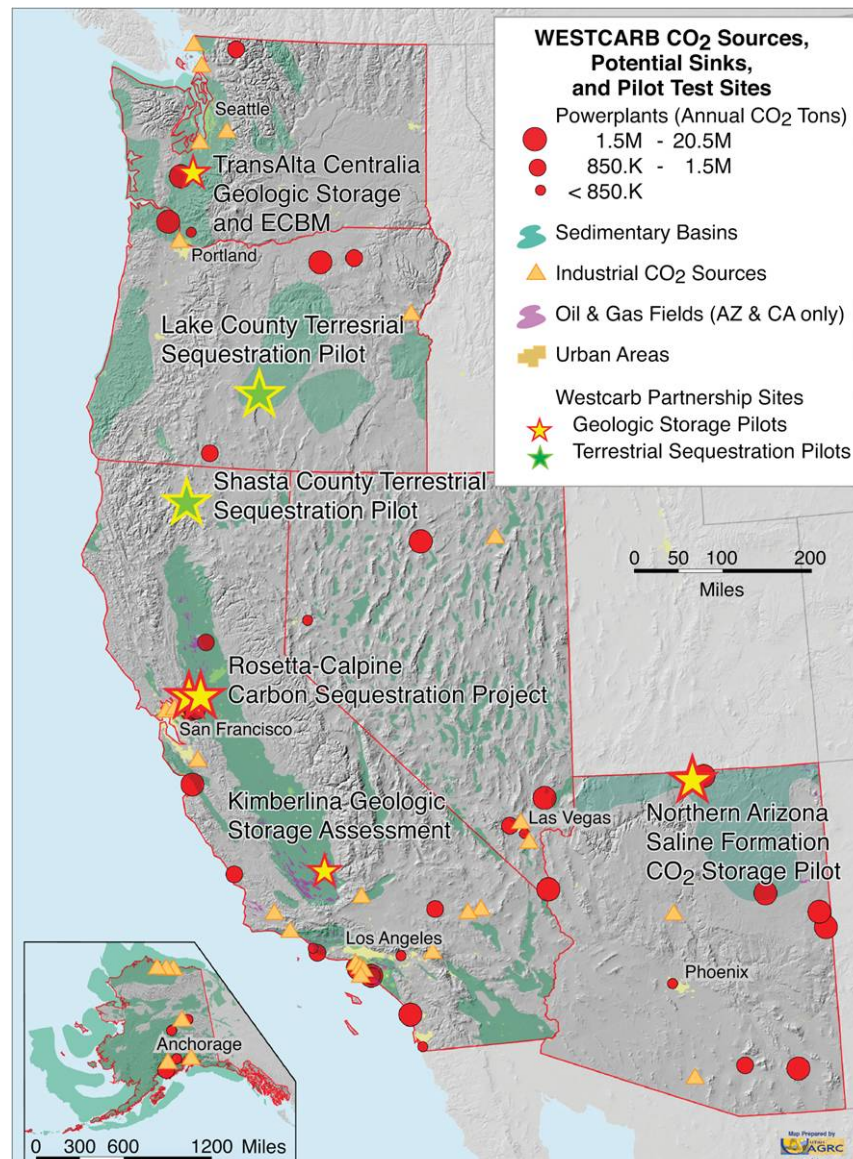 WESTCARB CO2 Sources,
Potential Sinks,
and Pilot Test Sites
Powerplants (Annual CO2 Tons)
1.5M - 20.5M
850.K - 1.5M
< 850.K
Sedimentary Basins
Industrial CO2 Sources
Oil & Gas Fields (AZ & CA only)
Urban Areas
Westcarb Partnership Sites
Geologic Storage Pilots
Terrestrial Sequestration Pilots
Seattle
TransAlta Centralia
Geologic Storage
and ECBM
Portland
Lake County Terresrial
Sequestration Pilot
Shasta County Terrestrial
Sequestration Pilot
0 50 100 200
Miles
Rosetta-Calpine
Carbon Sequestration Project
San Francisco
Kimberlina Geologic
Storage Assessment
Las Vegas
Northern Arizona
Saline Formation
CO2 Storage Pilot
Los Angeles
Phoenix
Anchorage
0 300 600 1200 Miles
Map Prepared by
AGRC